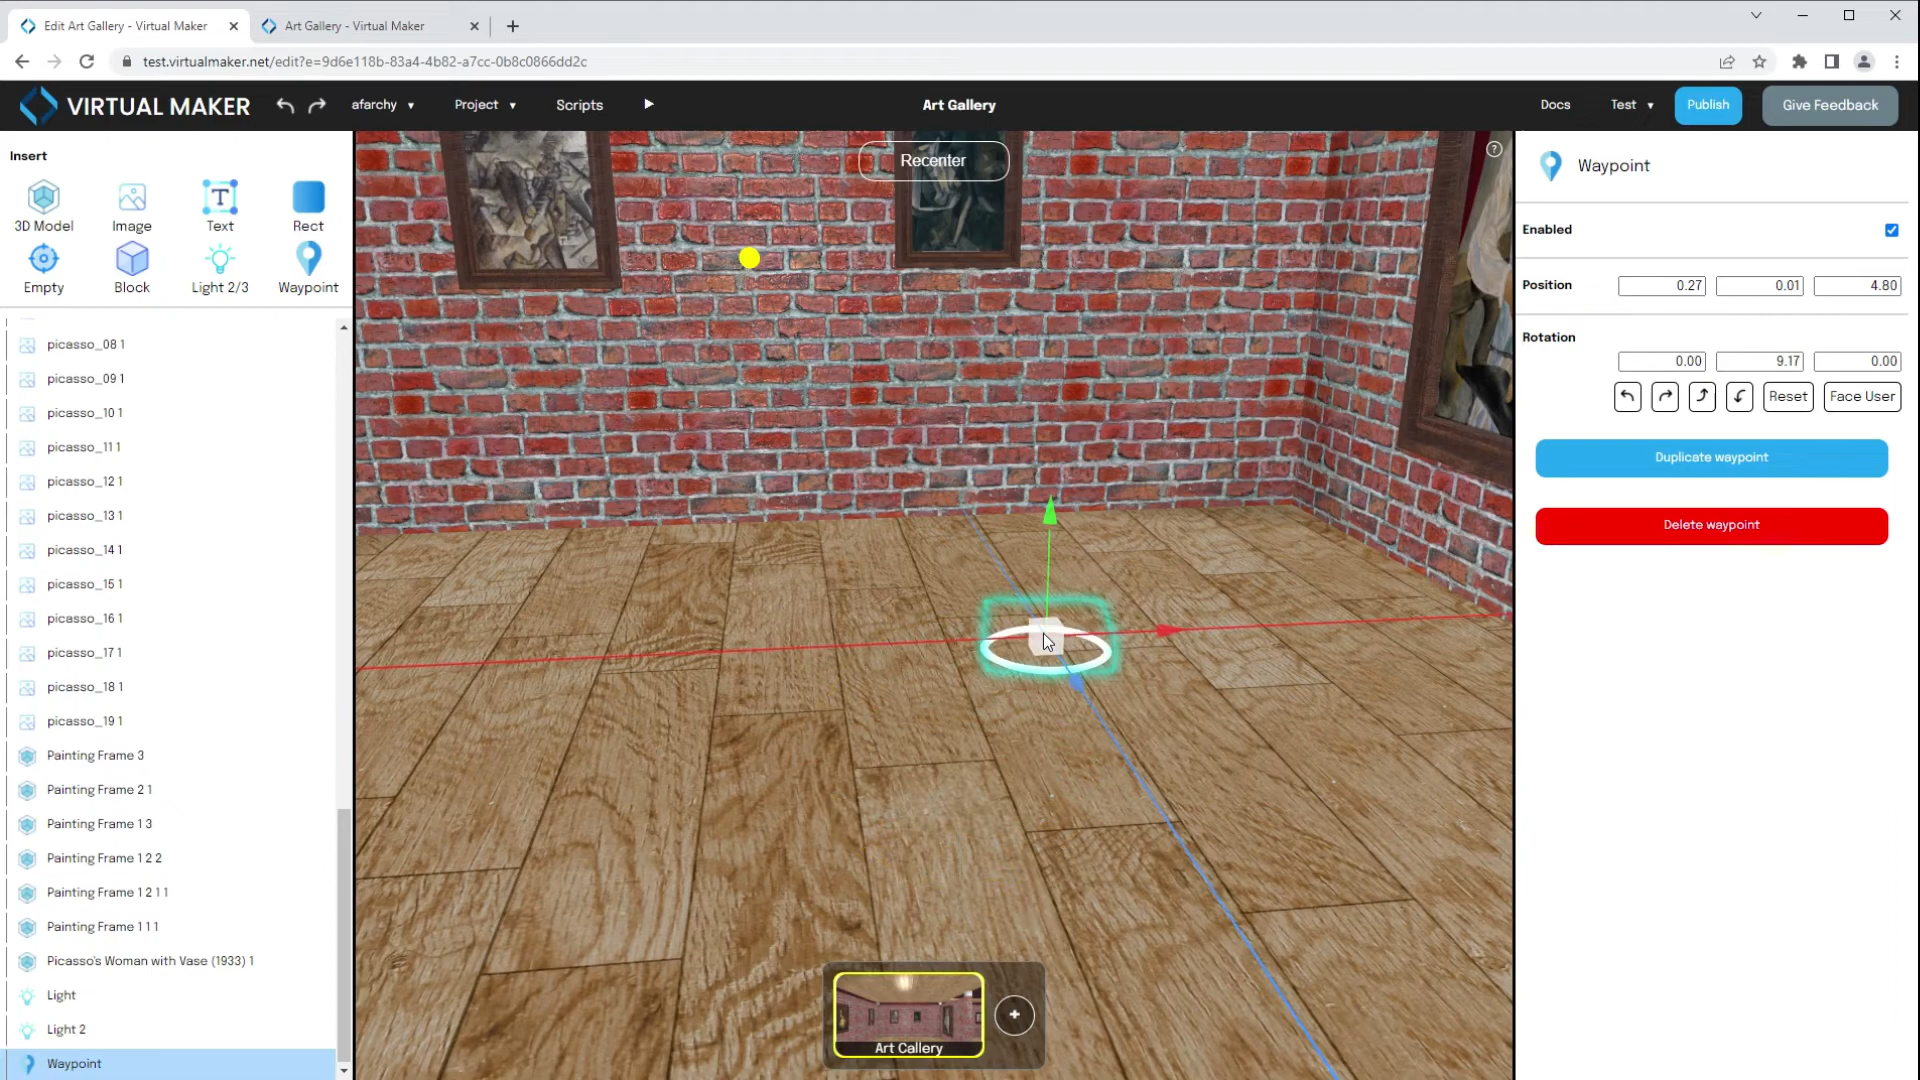 Edit Art Gallery - Virtual Maker
Art Gallery - Virtual Maker
test.virtualmaker.net/edit?e=9d6e118b-83a4-4b82-a7cc-0b8c0866dd2c
VIRTUAL MAKER
afarchy
Project
Scripts
Art Gallery
Docs
Test
Publish
Give Feedback
Insert
3D Model
Image
Text
Rect
Empty
Block
Light 2/3
Waypoint
picasso_08 1
picasso_09 1
picasso_10 1
picasso_11 1
picasso_12 1
picasso_13 1
picasso_14 1
picasso_15 1
picasso_16 1
picasso_17 1
picasso_18 1
picasso_19 1
Painting Frame 3
Painting Frame 2 1
Painting Frame 1 3
Painting Frame 1 2 2
Painting Frame 1 2 1 1
Painting Frame 1 1 1
Picasso's Woman with Vase (1933) 1
Light
Light 2
Waypoint
Recenter
?
Art Gallery
Waypoint
Enabled
Position
0.27
0.01
4.80
Rotation
0.00
9.17
0.00
Reset
Face User
Duplicate waypoint
Delete waypoint